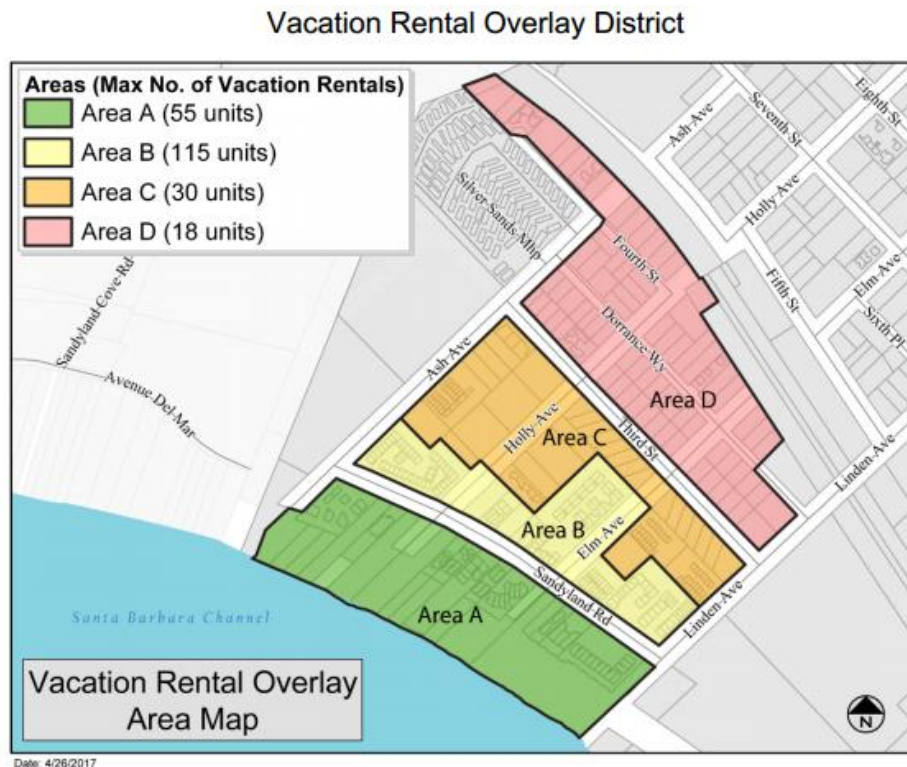 Vacation Rental Overlay District
Areas (Max No. of Vacation Rentals)
Area A (55 units)
Area B (115 units)
Area C (30 units)
Area D (18 units)
Ash Ave
Seventh St
Eighth St
Holly Ave
Silver Sands Mhp
Fourth St
Elm Ave
Fifth St
Sixth Pl
Sandyland Cove Rd
Dorrance Wy
Ash Ave
Avenue Del Mar
Area D
Holly Ave
Area C
Third St
Linden Ave
Area B
Elm Ave
Sandyland Rd
Linden Ave
Area A
Santa Barbara Channel
Vacation Rental Overlay
Area Map
N
Date: 4/26/2017